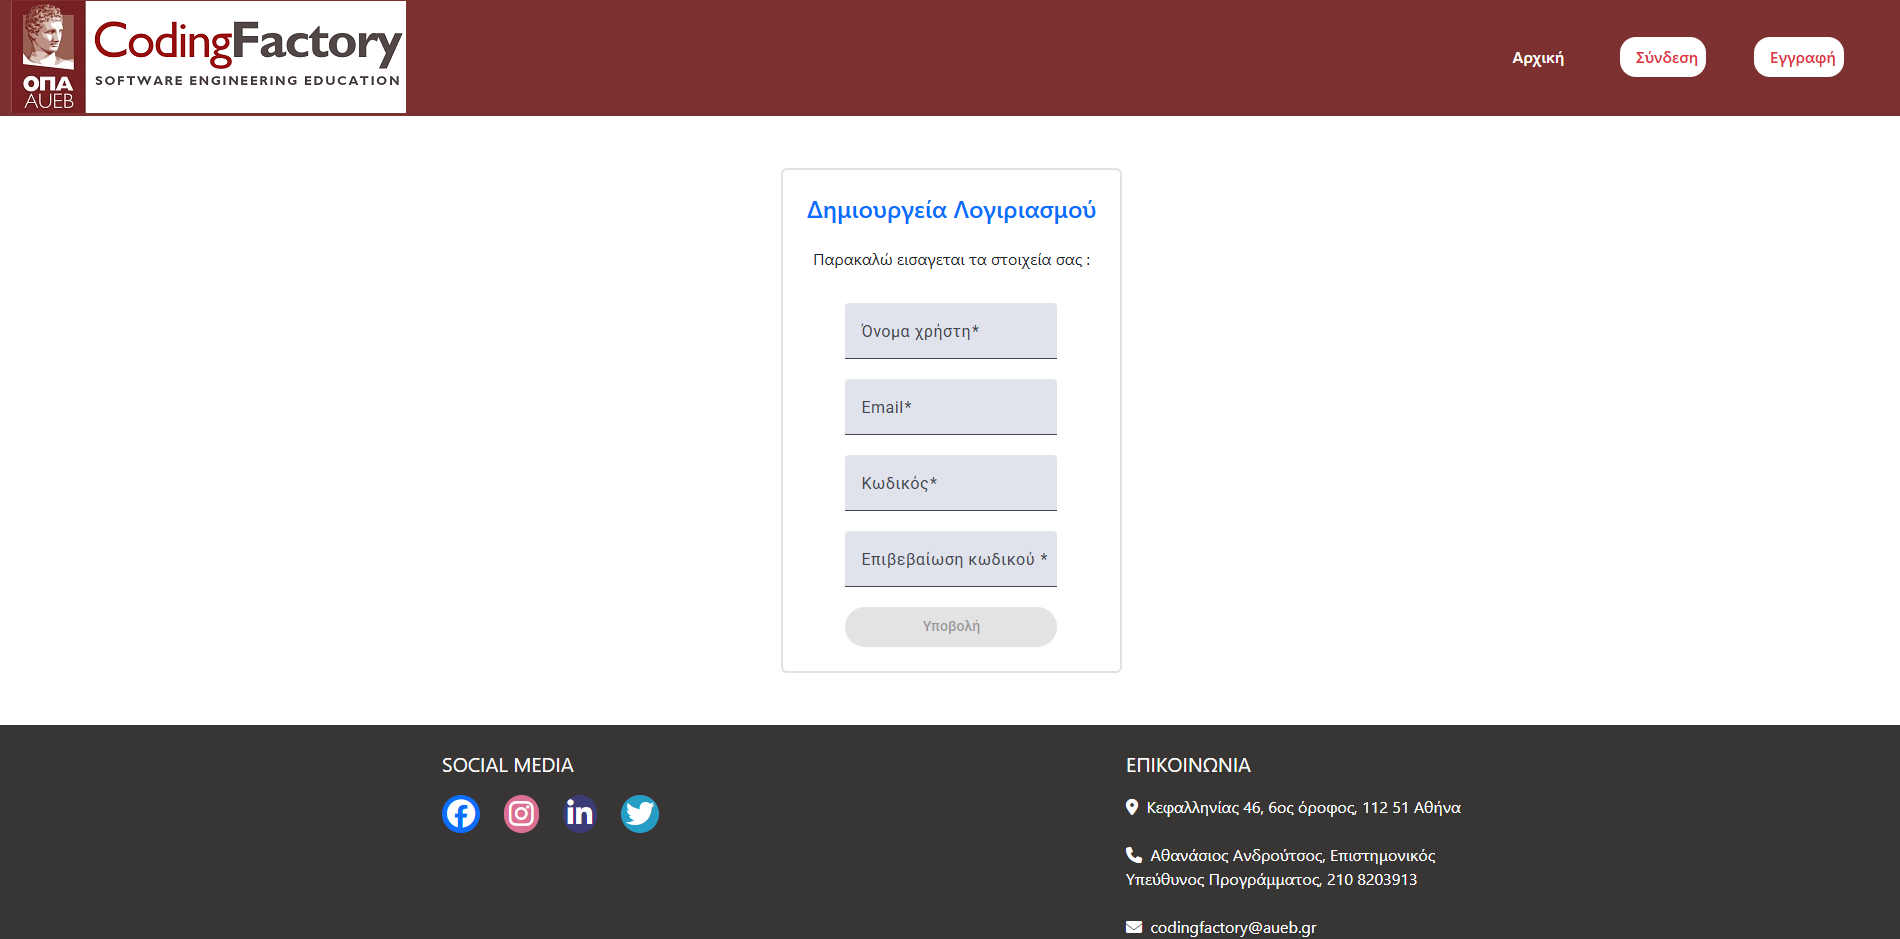 CodingFactory
SOFTWARE ENGINEERING EDUCATION
ΟΠΑ
AUEB
Αρχική
Σύνδεση
Εγγραφή
Δημιουργεία Λογιριασμού
Παρακαλώ εισαγεται τα στοιχεία σας :
Όνομα χρήστη*
Email*
Κωδικός*
Επιβεβαίωση κωδικού *
Υποβολή
SOCIAL MEDIA
ΕΠΙΚΟΙΝΩΝΙΑ
Κεφαλληνίας 46, 6ος όροφος, 112 51 Αθήνα
Αθανάσιος Ανδρούτσος, Επιστημονικός
Υπεύθυνος Προγράμματος, 210 8203913
codingfactory@aueb.gr